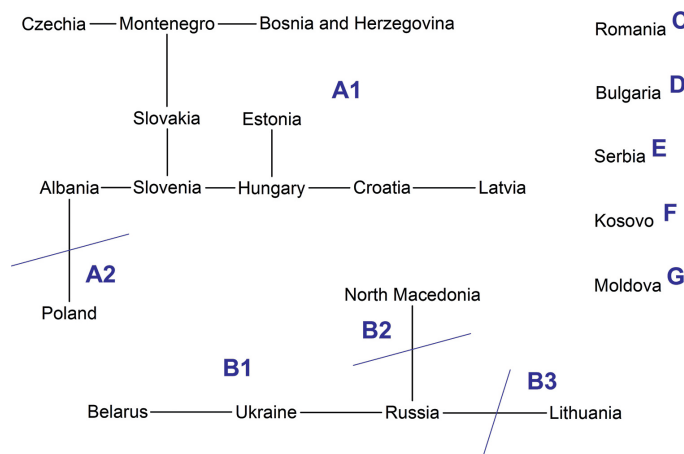 Czechia Montenegro Bosnia and Herzegovina
Romania C
A1
Bulgaria D
Slovakia Estonia
Serbia E
Albania Slovenia Hungary Croatia Latvia
Kosovo F
A2
Moldova G
North Macedonia
Poland
B2
B1
B3
Belarus Ukraine Russia Lithuania